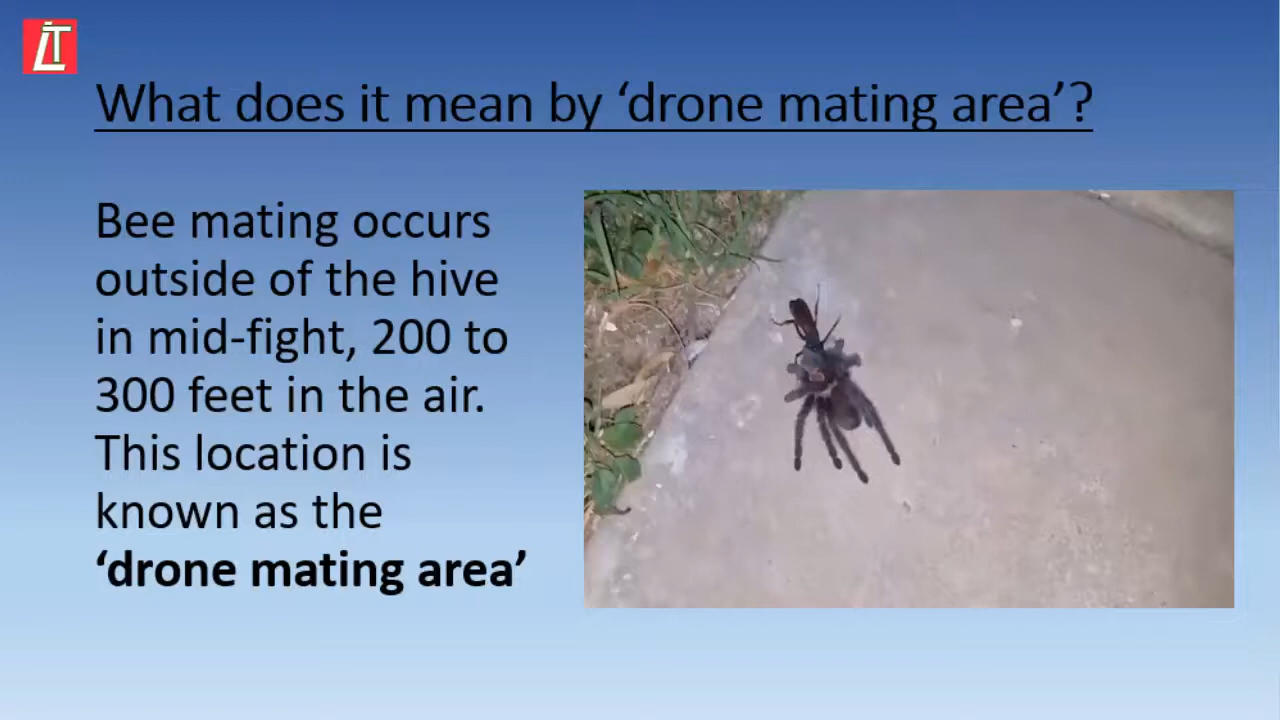 LT
What does it mean by ‘drone mating area’?
Bee mating occurs
outside of the hive
in mid-fight, 200 to
300 feet in the air.
This location is
known as the
‘drone mating area’